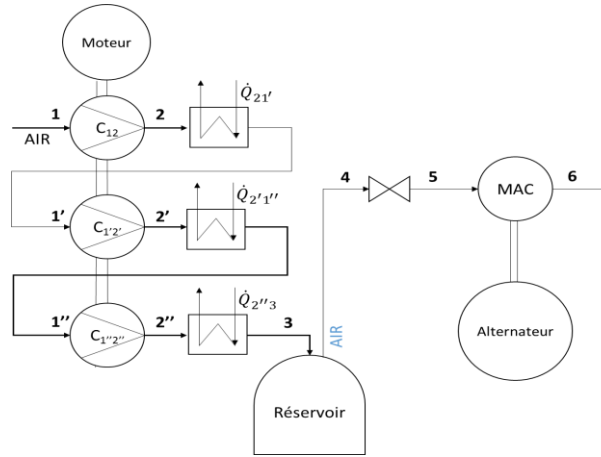 Moteur
1
AIR
C12
2
Q̇21′
1′
C1′2′
2′
Q̇2′1′′
1′′
C1′′2′′
2′′
Q̇2′′3
3
Réservoir
AIR
4
5
MAC
6
Alternateur